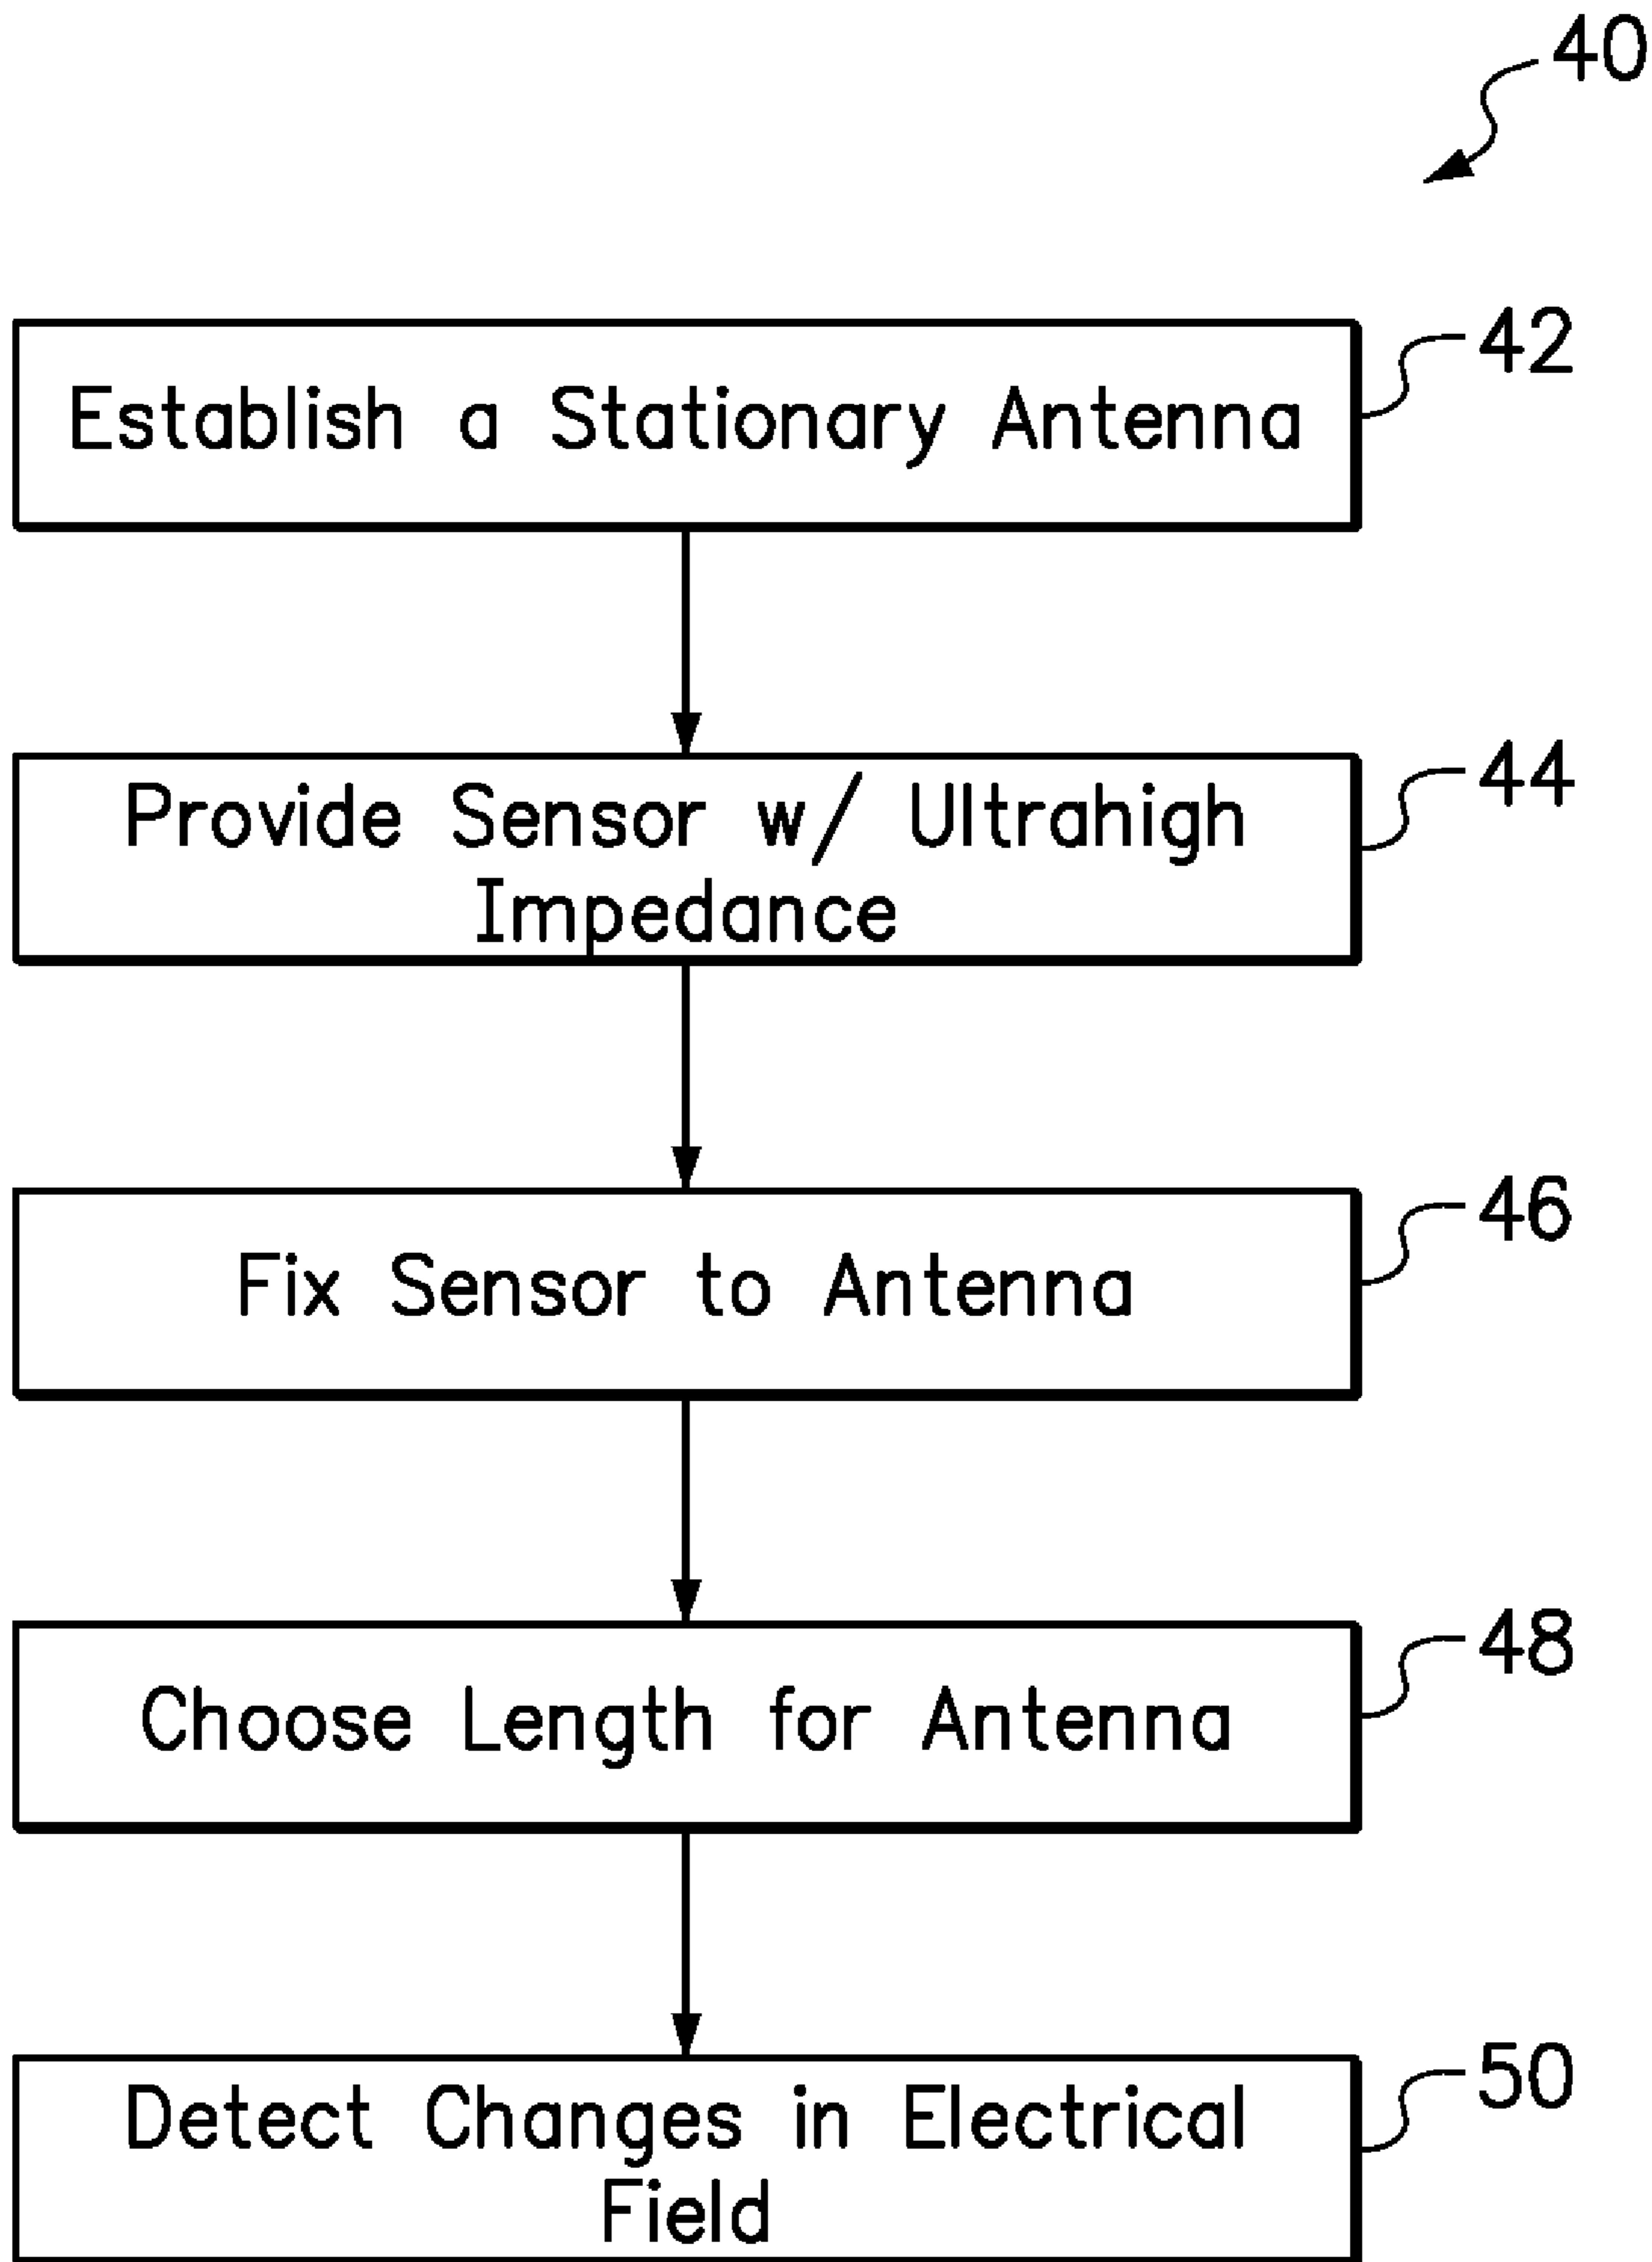 40
Establish a Stationary Antenna
42
Provide Sensor w/ Ultrahigh
Impedance
44
Fix Sensor to Antenna
46
Choose Length for Antenna
48
Detect Changes in Electrical
Field
50